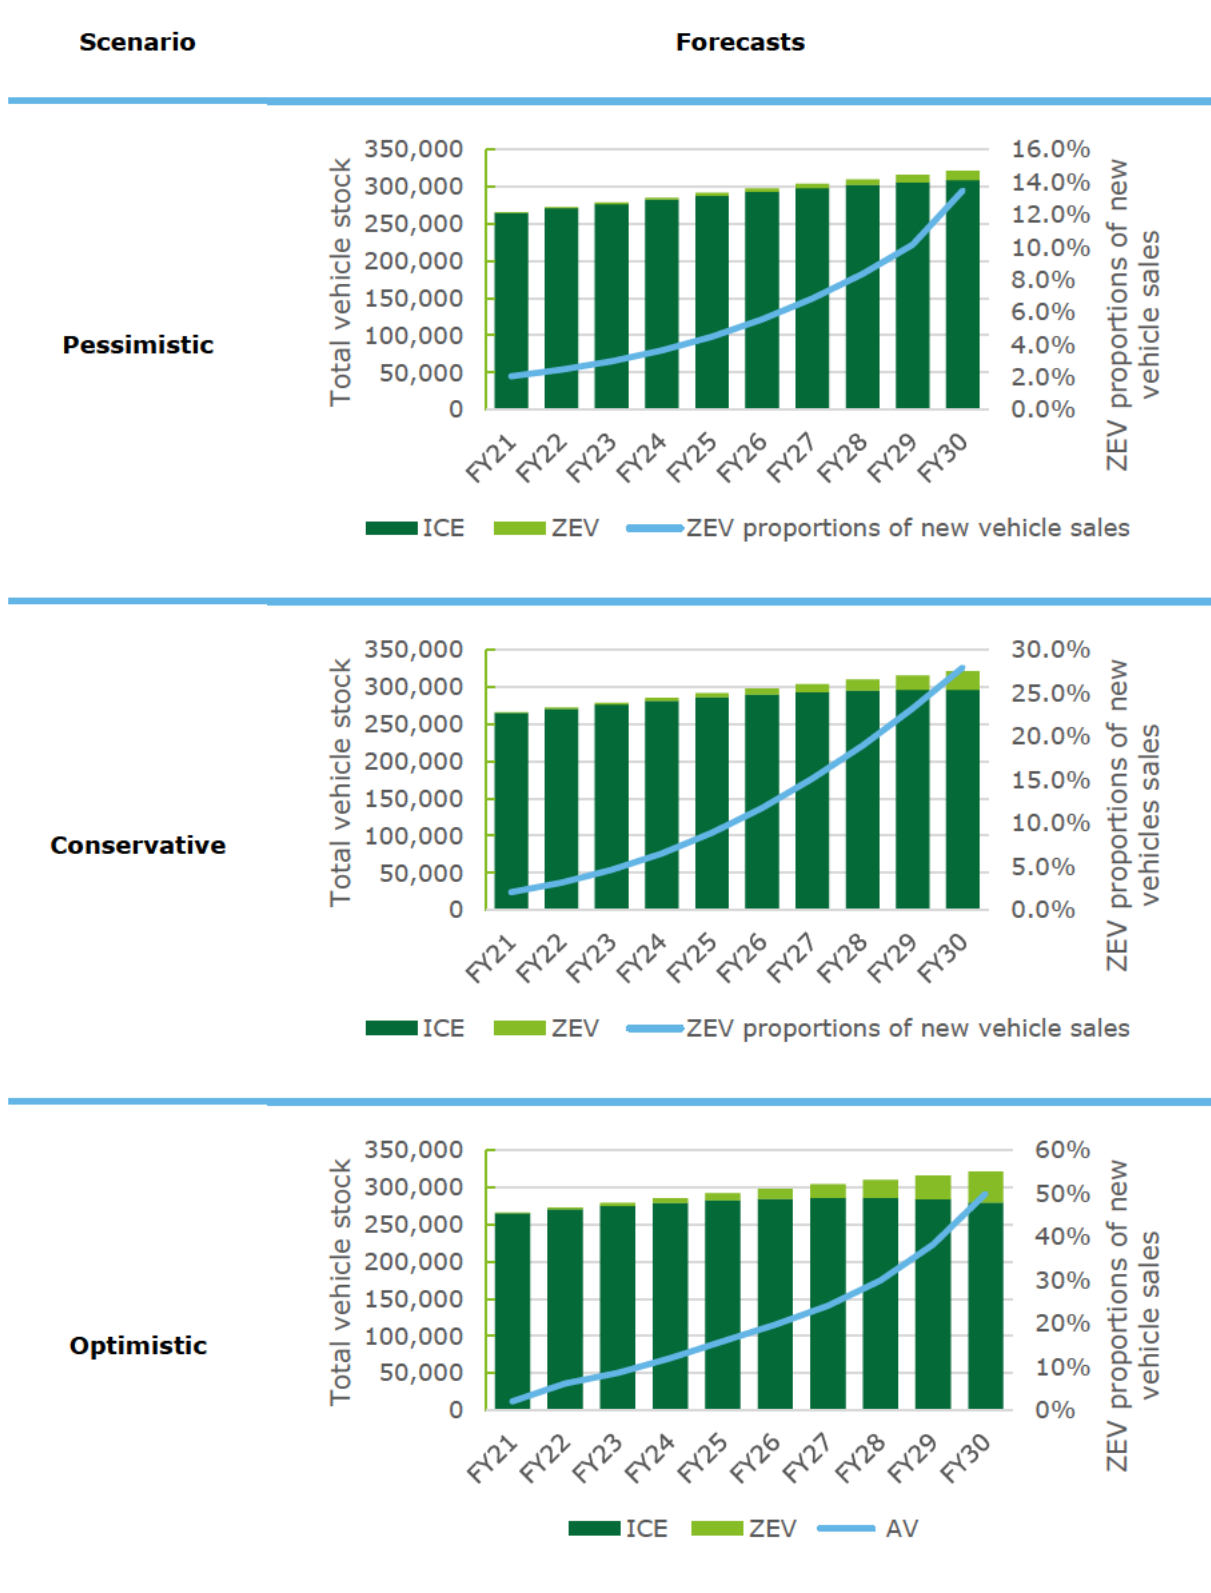 Scenario Forecasts
Pessimistic
Total vehicle stock
350,000
300,000
250,000
200,000
150,000
100,000
50,000
0
16.0%
14.0%
12.0%
10.0%
8.0%
6.0%
4.0%
2.0%
0.0%
ZEV proportions of new
vehicle sales
FY21 FY22 FY23 FY24 FY25 FY26 FY27 FY28 FY29 FY30
ICE ZEV ZEV proportions of new vehicle sales
Conservative
Total vehicle stock
350,000
300,000
250,000
200,000
150,000
100,000
50,000
0
30.0%
25.0%
20.0%
15.0%
10.0%
5.0%
0.0%
ZEV proportions of new
vehicles sales
FY21 FY22 FY23 FY24 FY25 FY26 FY27 FY28 FY29 FY30
ICE ZEV ZEV proportions of new vehicle sales
Optimistic
Total vehicle stock
350,000
300,000
250,000
200,000
150,000
100,000
50,000
0
60%
50%
40%
30%
20%
10%
0%
ZEV proportions of new
vehicle sales
FY21 FY22 FY23 FY24 FY25 FY26 FY27 FY28 FY29 FY30
ICE ZEV AV